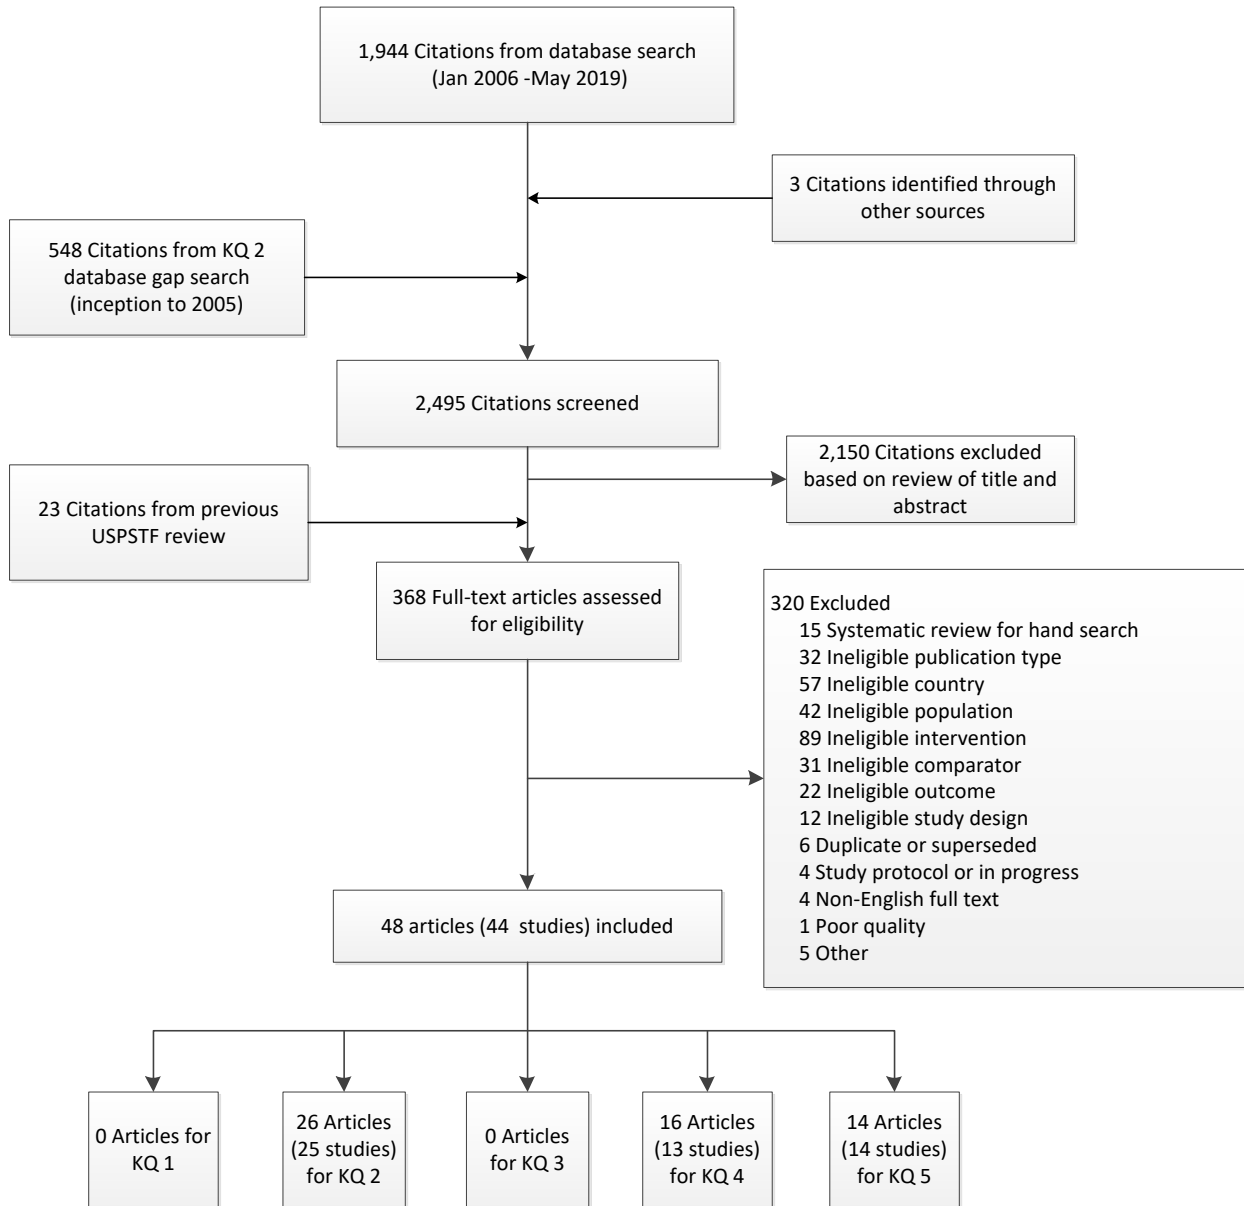 1,944 Citations from database search
(Jan 2006 -May 2019)
3 Citations identified through
other sources
548 Citations from KQ 2
database gap search
(inception to 2005)
2,495 Citations screened
2,150 Citations excluded
based on review of title and
abstract
23 Citations from previous
USPSTF review
368 Full-text articles assessed
for eligibility
320 Excluded
15 Systematic review for hand search
32 Ineligible publication type
57 Ineligible country
42 Ineligible population
89 Ineligible intervention
31 Ineligible comparator
22 Ineligible outcome
12 Ineligible study design
6 Duplicate or superseded
4 Study protocol or in progress
4 Non-English full text
1 Poor quality
5 Other
48 articles (44 studies) included
0 Articles for
KQ 1
26 Articles
(25 studies)
for KQ 2
0 Articles
for KQ 3
16 Articles
(13 studies)
for KQ 4
14 Articles
(14 studies)
for KQ 5